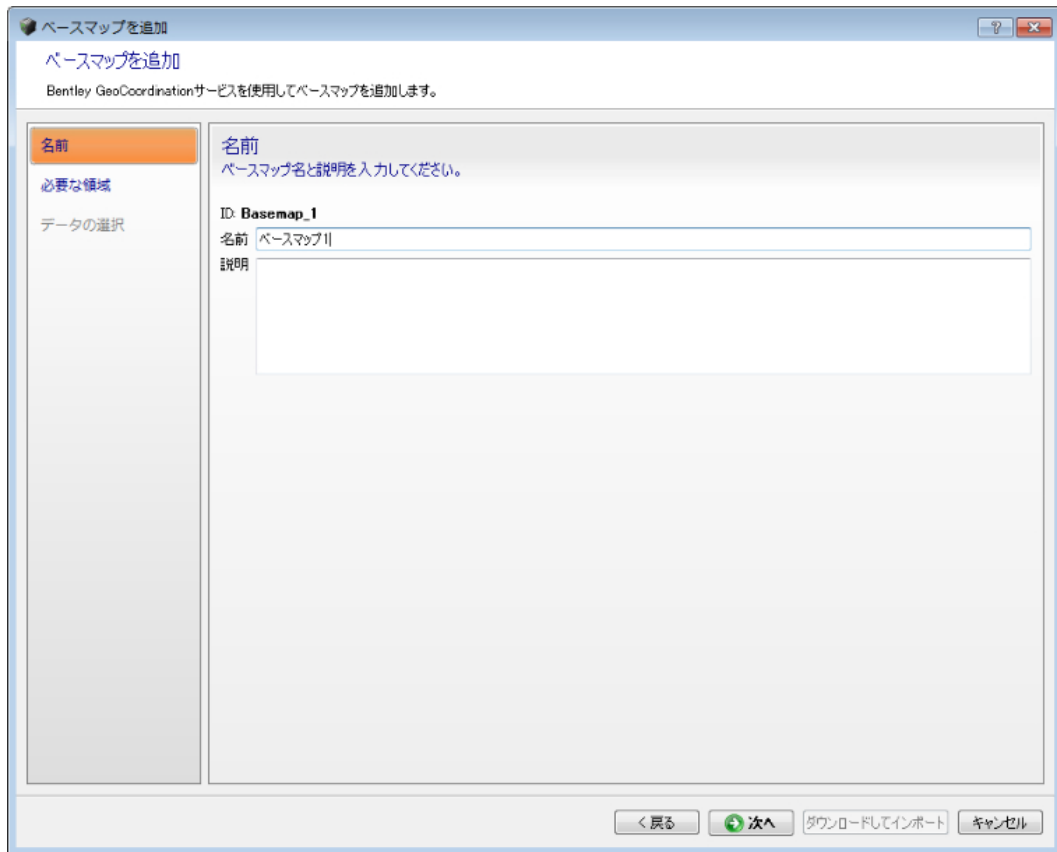 ベースマップを追加
ベースマップを追加
Bentley GeoCoordinationサービスを使用してベースマップを追加します。
名前
必要な領域
データの選択
名前
ベースマップ名と説明を入力してください。
ID: Basemap_1
名前 ベースマップ1
説明
< 戻る 次へ ダウンロードしてインポート キャンセル